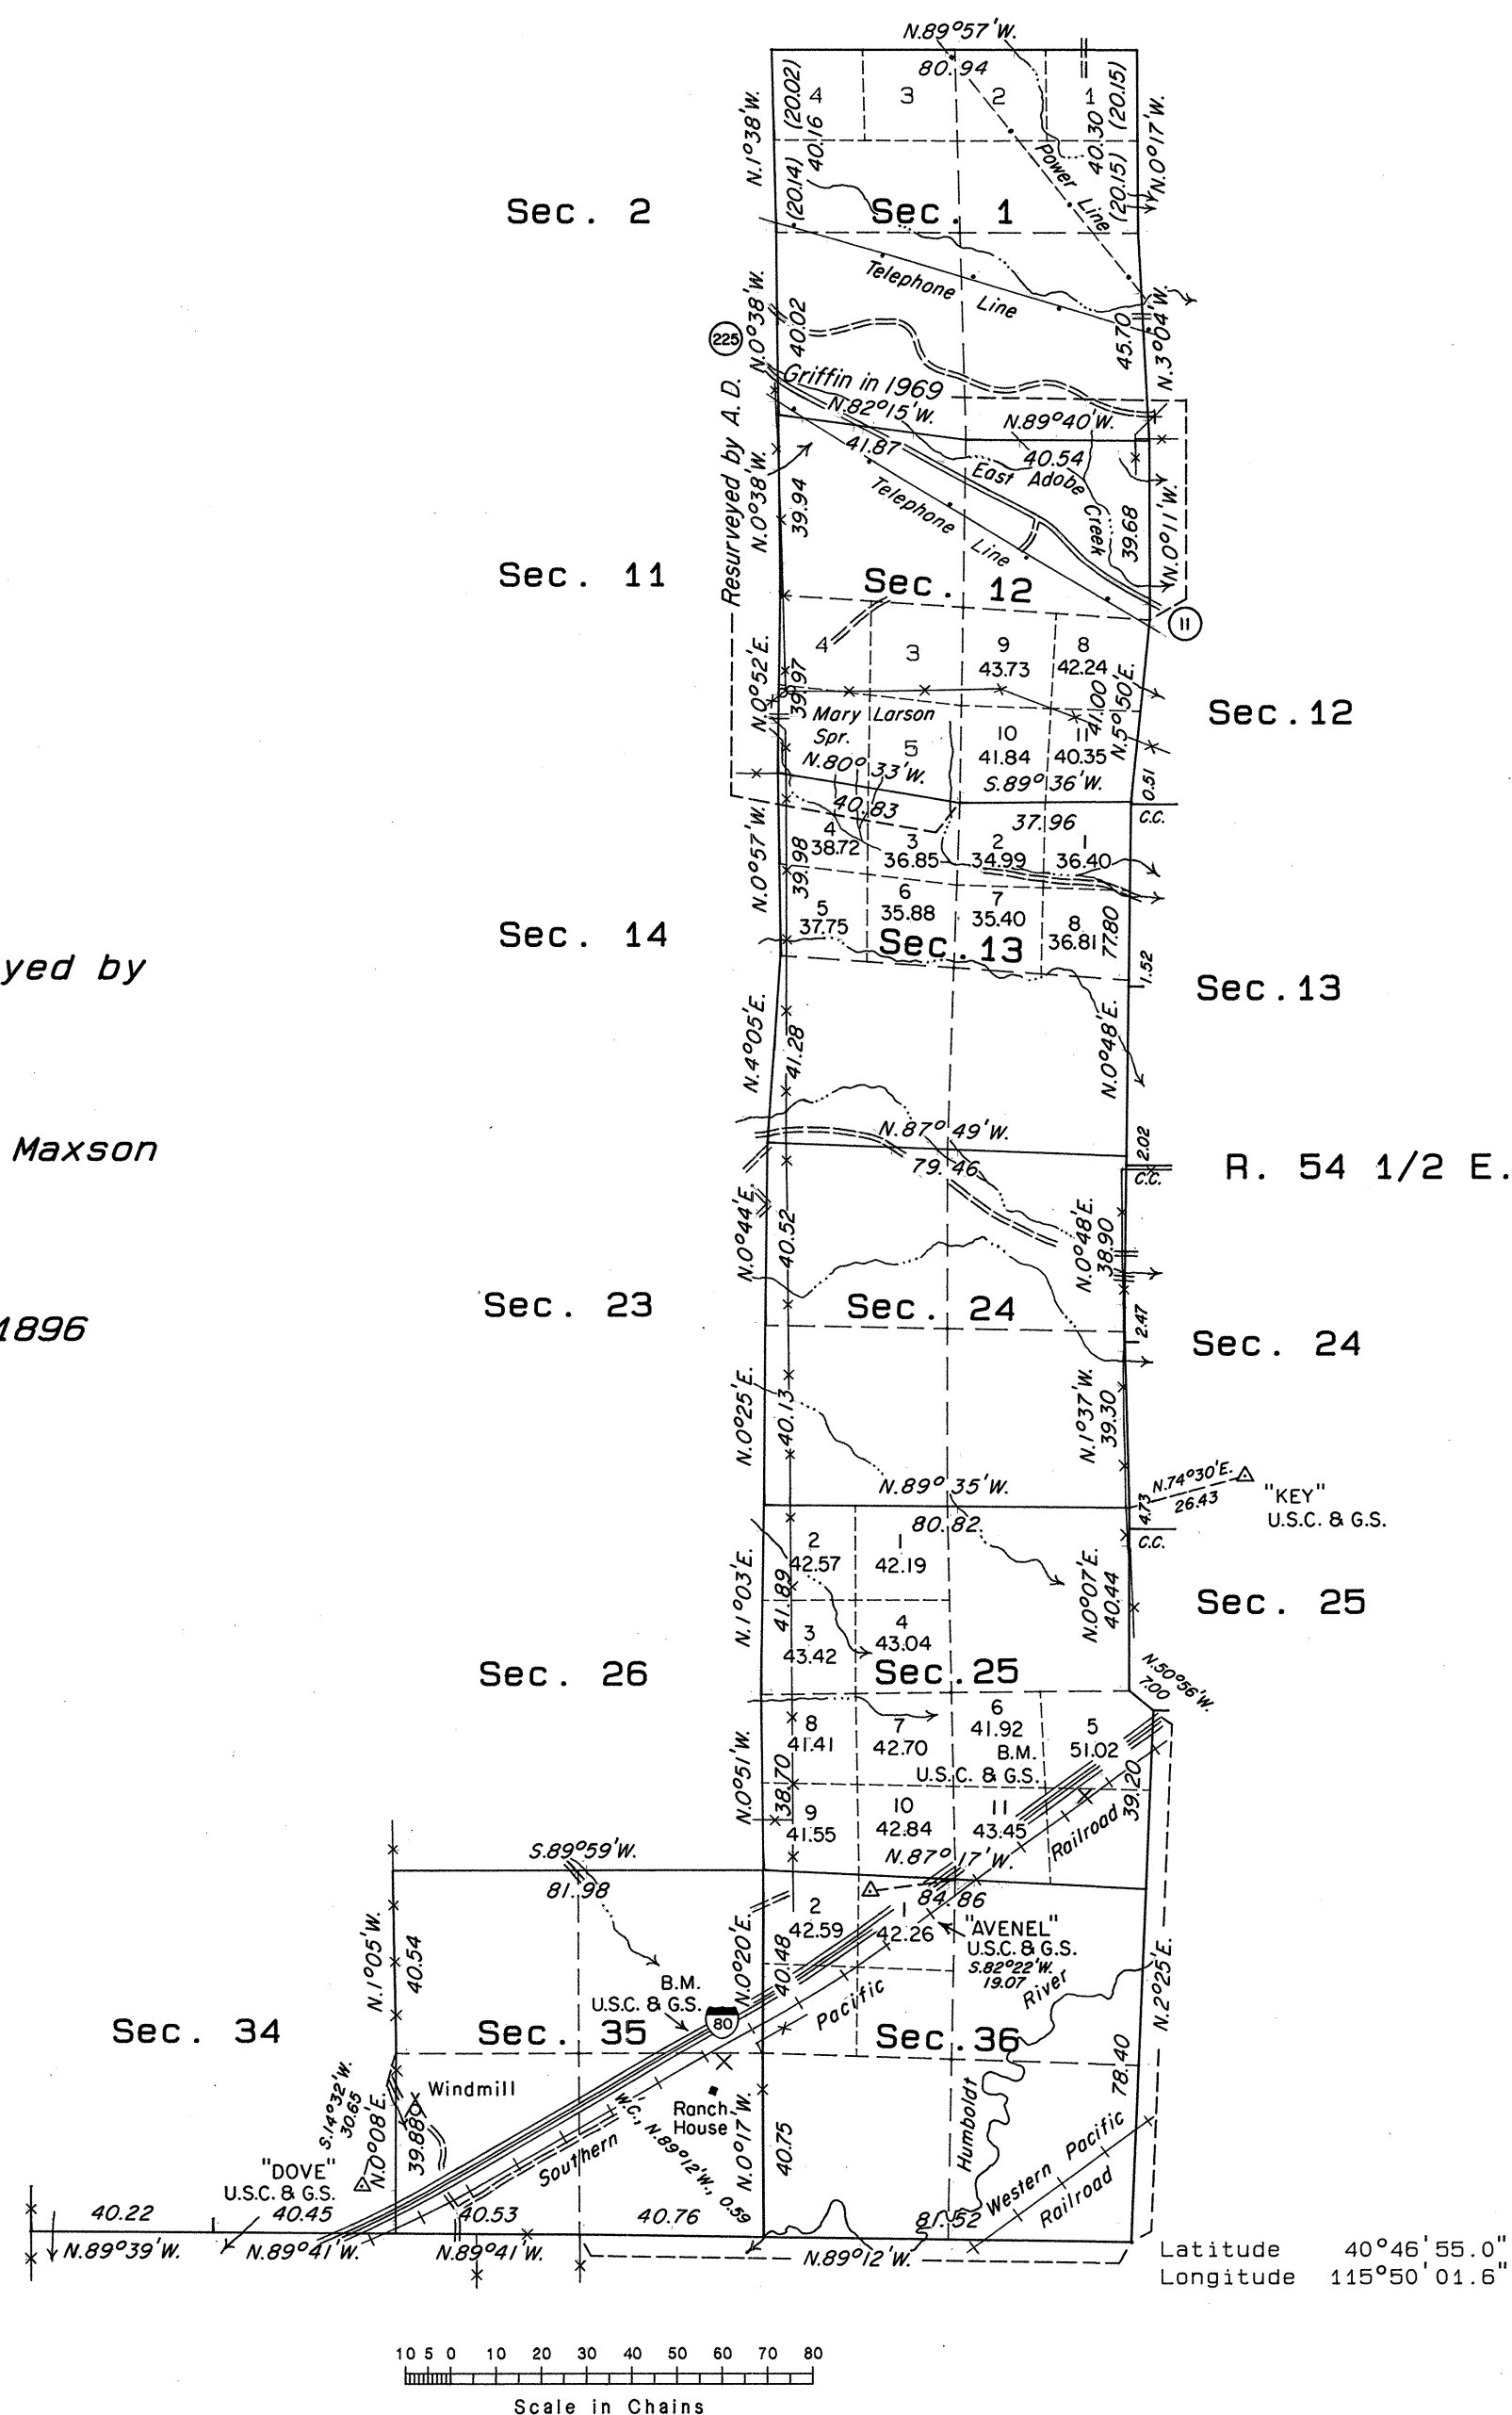 N.89°57'W.
80.94
N.1°38'W.
(20.02)
40.16
4
3
2
1
40.30
(20.15)
N.0°17'W.
(20.14)
(20.15)
Power Line
Sec. 2
Sec. 1
Telephone Line
N.0°38'W.
40.02
45.70
N.3°04'W.
225
Griffin in 1969
Resurveyed by A. D.
N.82°15'W.
N.89°40'W.
41.87
40.54
East Adobe Creek
N.0°38'W.
39.94
Telephone Line
39.68
N.0°11'W.
Sec. 11
Sec. 12
11
4
3
9
43.73
8
42.24
N.0°52'E.
39.97
41.00
N.5°50'E.
Sec.12
Mary Larson
Spr.
5
10
41.84
11
40.35
N.80°33'W.
S.89°36'W.
0.51
40.83
37.96
C.C.
4
38.72
3
36.85
2
34.99
1
36.40
N.0°57'W.
39.98
5
37.75
6
35.88
7
35.40
8
36.81
77.80
Sec. 14
Sec.13
1.52
Sec.13
yed by
N.4°05'E.
41.28
N.0°48'E.
N.87°49'W.
79.46
2.02
C.C.
Maxson
R. 54 1/2 E.
N.0°44'E.
40.52
N.0°48'E.
38.90
1896
Sec. 23
Sec. 24
2.47
Sec. 24
N.0°25'E.
40.13
N.1°37'W.
39.30
N.89°35'W.
80.82
4.73
C.C.
N.74°30'E.
26.43
"KEY"
U.S.C. & G.S.
2
42.57
1
42.19
N.1°03'E.
41.89
N.0°07'E.
40.44
3
43.42
4
43.04
Sec. 26
Sec.25
Sec. 25
N.50°56'W.
7.00
8
41.41
7
42.70
6
41.92
5
51.02
B.M.
U.S.C. & G.S.
N.0°51'W.
38.70
39.20
9
41.55
10
42.84
11
43.45
Railroad
S.89°59'W.
81.98
N.87°17'W.
84.86
2
42.59
1
42.26
"AVENEL"
U.S.C. & G.S.
S.82°22'W.
19.07
N.1°05'W.
40.54
N.0°20'E.
40.48
B.M.
U.S.C. & G.S.
80
Pacific
River
N.2°25'E.
Sec. 34
Sec. 35
Sec. 36
78.40
S.14°32'W.
30.65
N.0°08'E.
39.88
Windmill
Ranch
House
W.C., N.89°12'W., 0.59
Southern
N.0°17'W.
40.75
Humboldt
Western Pacific
Railroad
"DOVE"
U.S.C. & G.S.
40.22
40.45
40.53
40.76
81.52
N.89°39'W.
N.89°41'W.
N.89°41'W.
N.89°12'W.
Latitude 40°46'55.0"
Longitude 115°50'01.6"
10 5 0 10 20 30 40 50 60 70 80
Scale in Chains